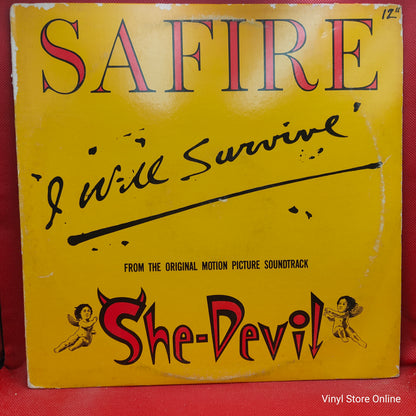 SAFIRE
12"
'I Will Survive'
FROM THE ORIGINAL MOTION PICTURE SOUNDTRACK
She-Devil
Vinyl Store Online